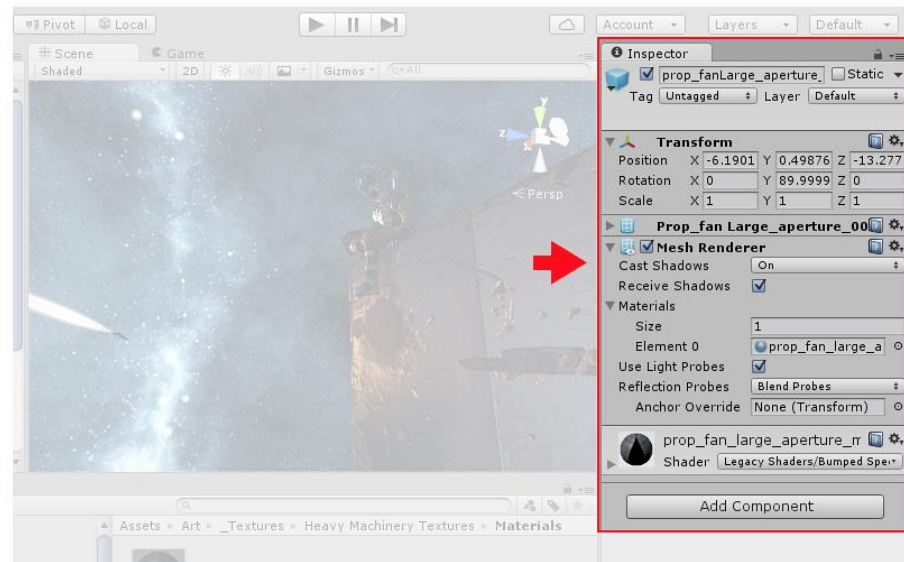 Pivot Local Account Layers Default
Scene Game
Shaded 2D Gizmos All
y
z
x
Persp
Assets Art _Textures Heavy Machinery Textures Materials
Inspector
prop_fanLarge_aperture_ Static
Tag Untagged Layer Default
Transform
Position X -6.1901 Y 0.49876 Z -13.277
Rotation X 0 Y 89.9999 Z 0
Scale X 1 Y 1 Z 1
Prop_fan Large_aperture_00
Mesh Renderer
Cast Shadows On
Receive Shadows
Materials
Size 1
Element 0 prop_fan_large_a
Use Light Probes
Reflection Probes Blend Probes
Anchor Override None (Transform)
prop_fan_large_aperture_m
Shader Legacy Shaders/Bumped Spe
Add Component